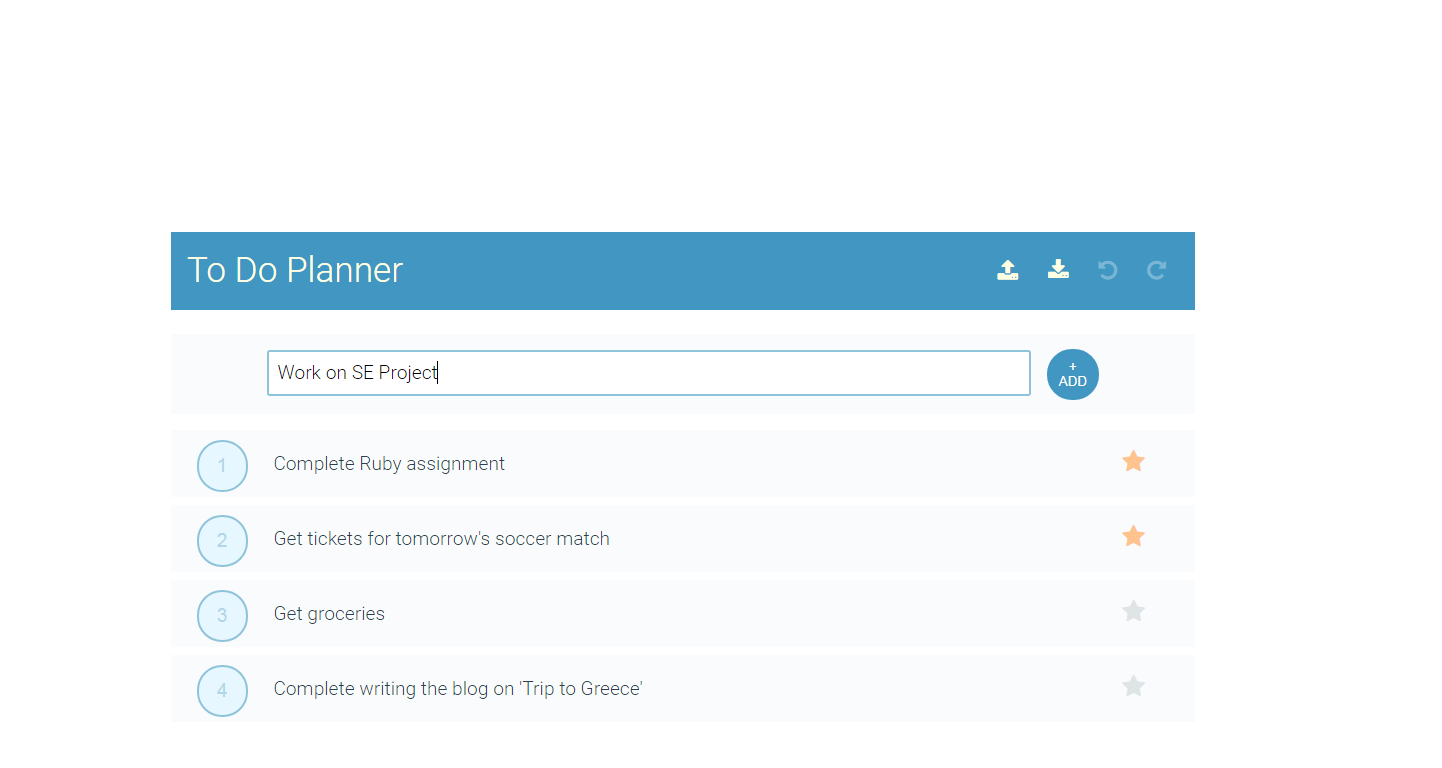 To Do Planner
Work on SE Project
+
ADD
1 Complete Ruby assignment
2 Get tickets for tomorrow's soccer match
3 Get groceries
4 Complete writing the blog on 'Trip to Greece'